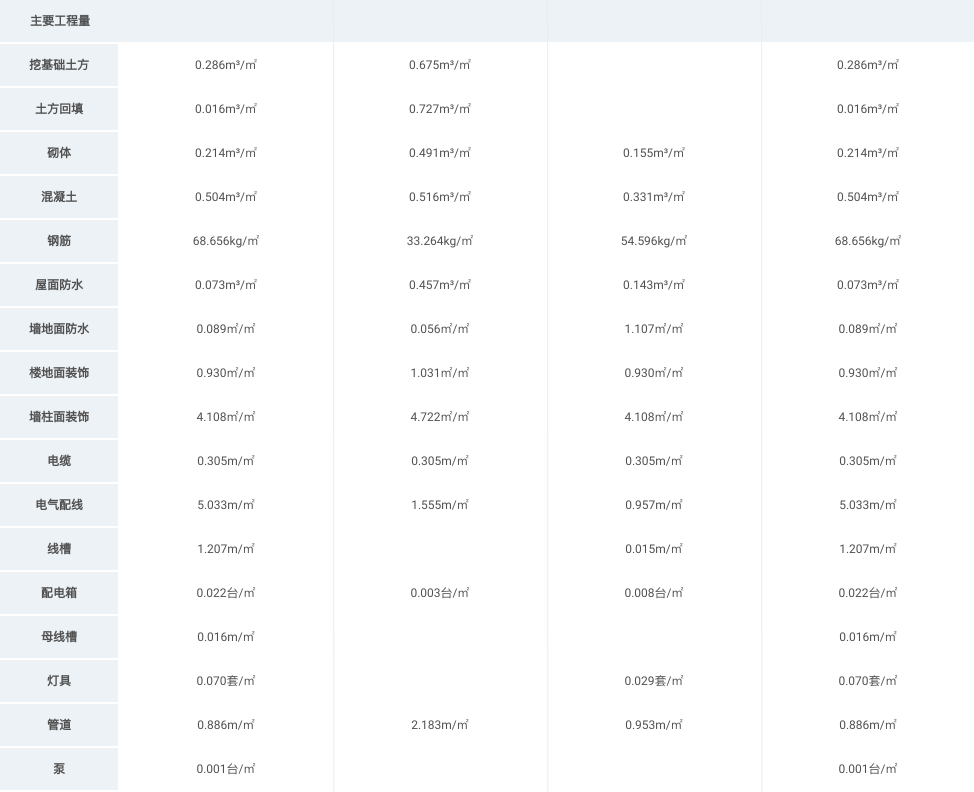 主要工程量
挖基础土方 0.286m³/㎡ 0.675m³/㎡ 0.286m³/㎡
土方回填 0.016m³/㎡ 0.727m³/㎡ 0.016m³/㎡
砌体 0.214m³/㎡ 0.491m³/㎡ 0.155m³/㎡ 0.214m³/㎡
混凝土 0.504m³/㎡ 0.516m³/㎡ 0.331m³/㎡ 0.504m³/㎡
钢筋 68.656kg/㎡ 33.264kg/㎡ 54.596kg/㎡ 68.656kg/㎡
屋面防水 0.073m³/㎡ 0.457m³/㎡ 0.143m³/㎡ 0.073m³/㎡
墙地面防水 0.089㎡/㎡ 0.056㎡/㎡ 1.107㎡/㎡ 0.089㎡/㎡
楼地面装饰 0.930㎡/㎡ 1.031㎡/㎡ 0.930㎡/㎡ 0.930㎡/㎡
墙柱面装饰 4.108㎡/㎡ 4.722㎡/㎡ 4.108㎡/㎡ 4.108㎡/㎡
电缆 0.305m/㎡ 0.305m/㎡ 0.305m/㎡ 0.305m/㎡
电气配线 5.033m/㎡ 1.555m/㎡ 0.957m/㎡ 5.033m/㎡
线槽 1.207m/㎡ 0.015m/㎡ 1.207m/㎡
配电箱 0.022台/㎡ 0.003台/㎡ 0.008台/㎡ 0.022台/㎡
母线槽 0.016m/㎡ 0.016m/㎡
灯具 0.070套/㎡ 0.029套/㎡ 0.070套/㎡
管道 0.886m/㎡ 2.183m/㎡ 0.953m/㎡ 0.886m/㎡
泵 0.001台/㎡ 0.001台/㎡